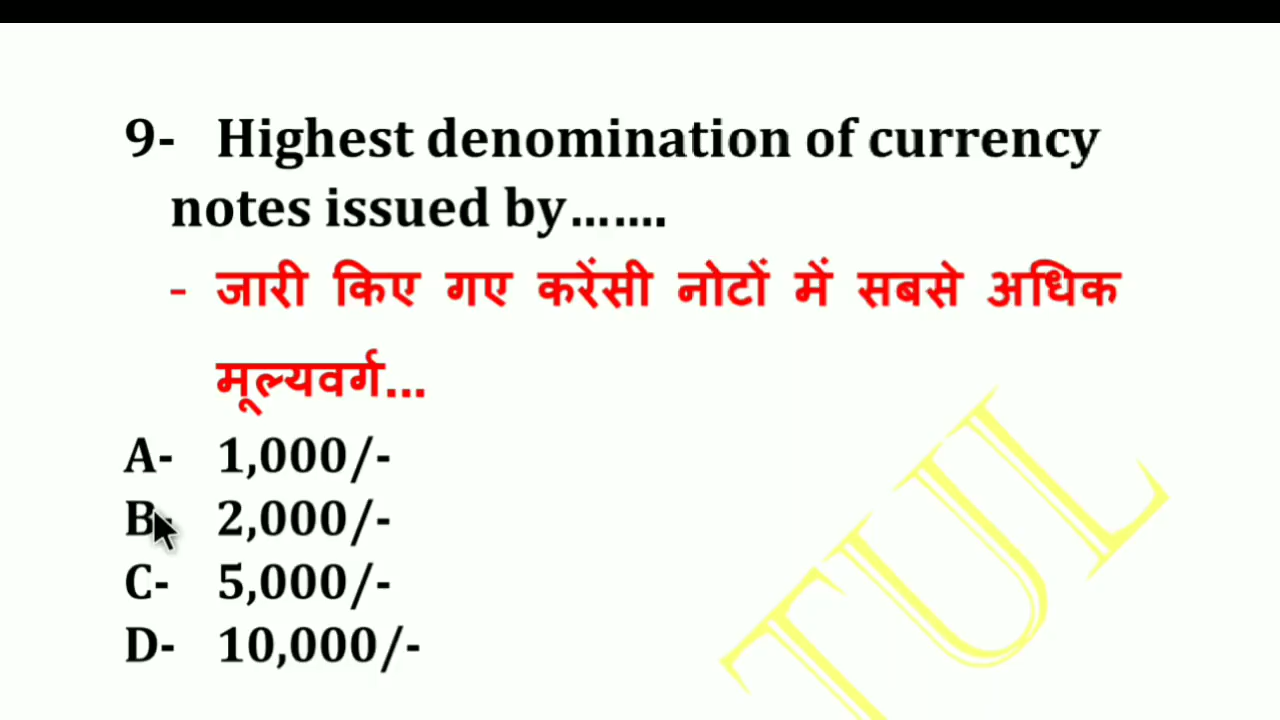 9- Highest denomination of currency
notes issued by.......
- जारी किए गए करेंसी नोटों में सबसे अधिक
मूल्यवर्ग...
A- 1,000/-
B- 2,000/-
C- 5,000/-
D- 10,000/-
TUL